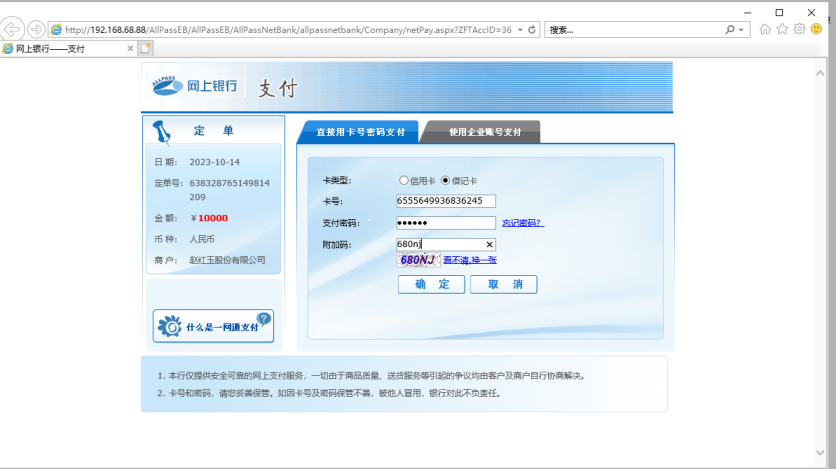 http://192.168.68.88/AllPassEB/AllPassEB/AllPassNetBank/allpassnetbank/Company/netPay.aspx?ZFTAccID=36
搜索...
网上银行——支付
ALLPASS 网上银行 支付
定 单
日 期: 2023-10-14
定单号: 638328765149814
209
金 额: ￥10000
币 种: 人民币
商 户: 赵红玉股份有限公司
什么是一网通支付
直接用卡号密码支付
使用企业账号支付
卡类型: 信用卡 借记卡
卡号: 6555649936836245
支付密码: ●●●●●● 忘记密码?
附加码: 680nj
680NJ 看不清,换一张
确 定 取 消
1. 本行仅提供安全可靠的网上支付服务，一切由于商品质量、送货服务等引起的争议均由客户及商户自行协商解决。
2. 卡号和密码，请您妥善保管。如因卡号及密码保管不善，被他人冒用，银行对此不负责任。